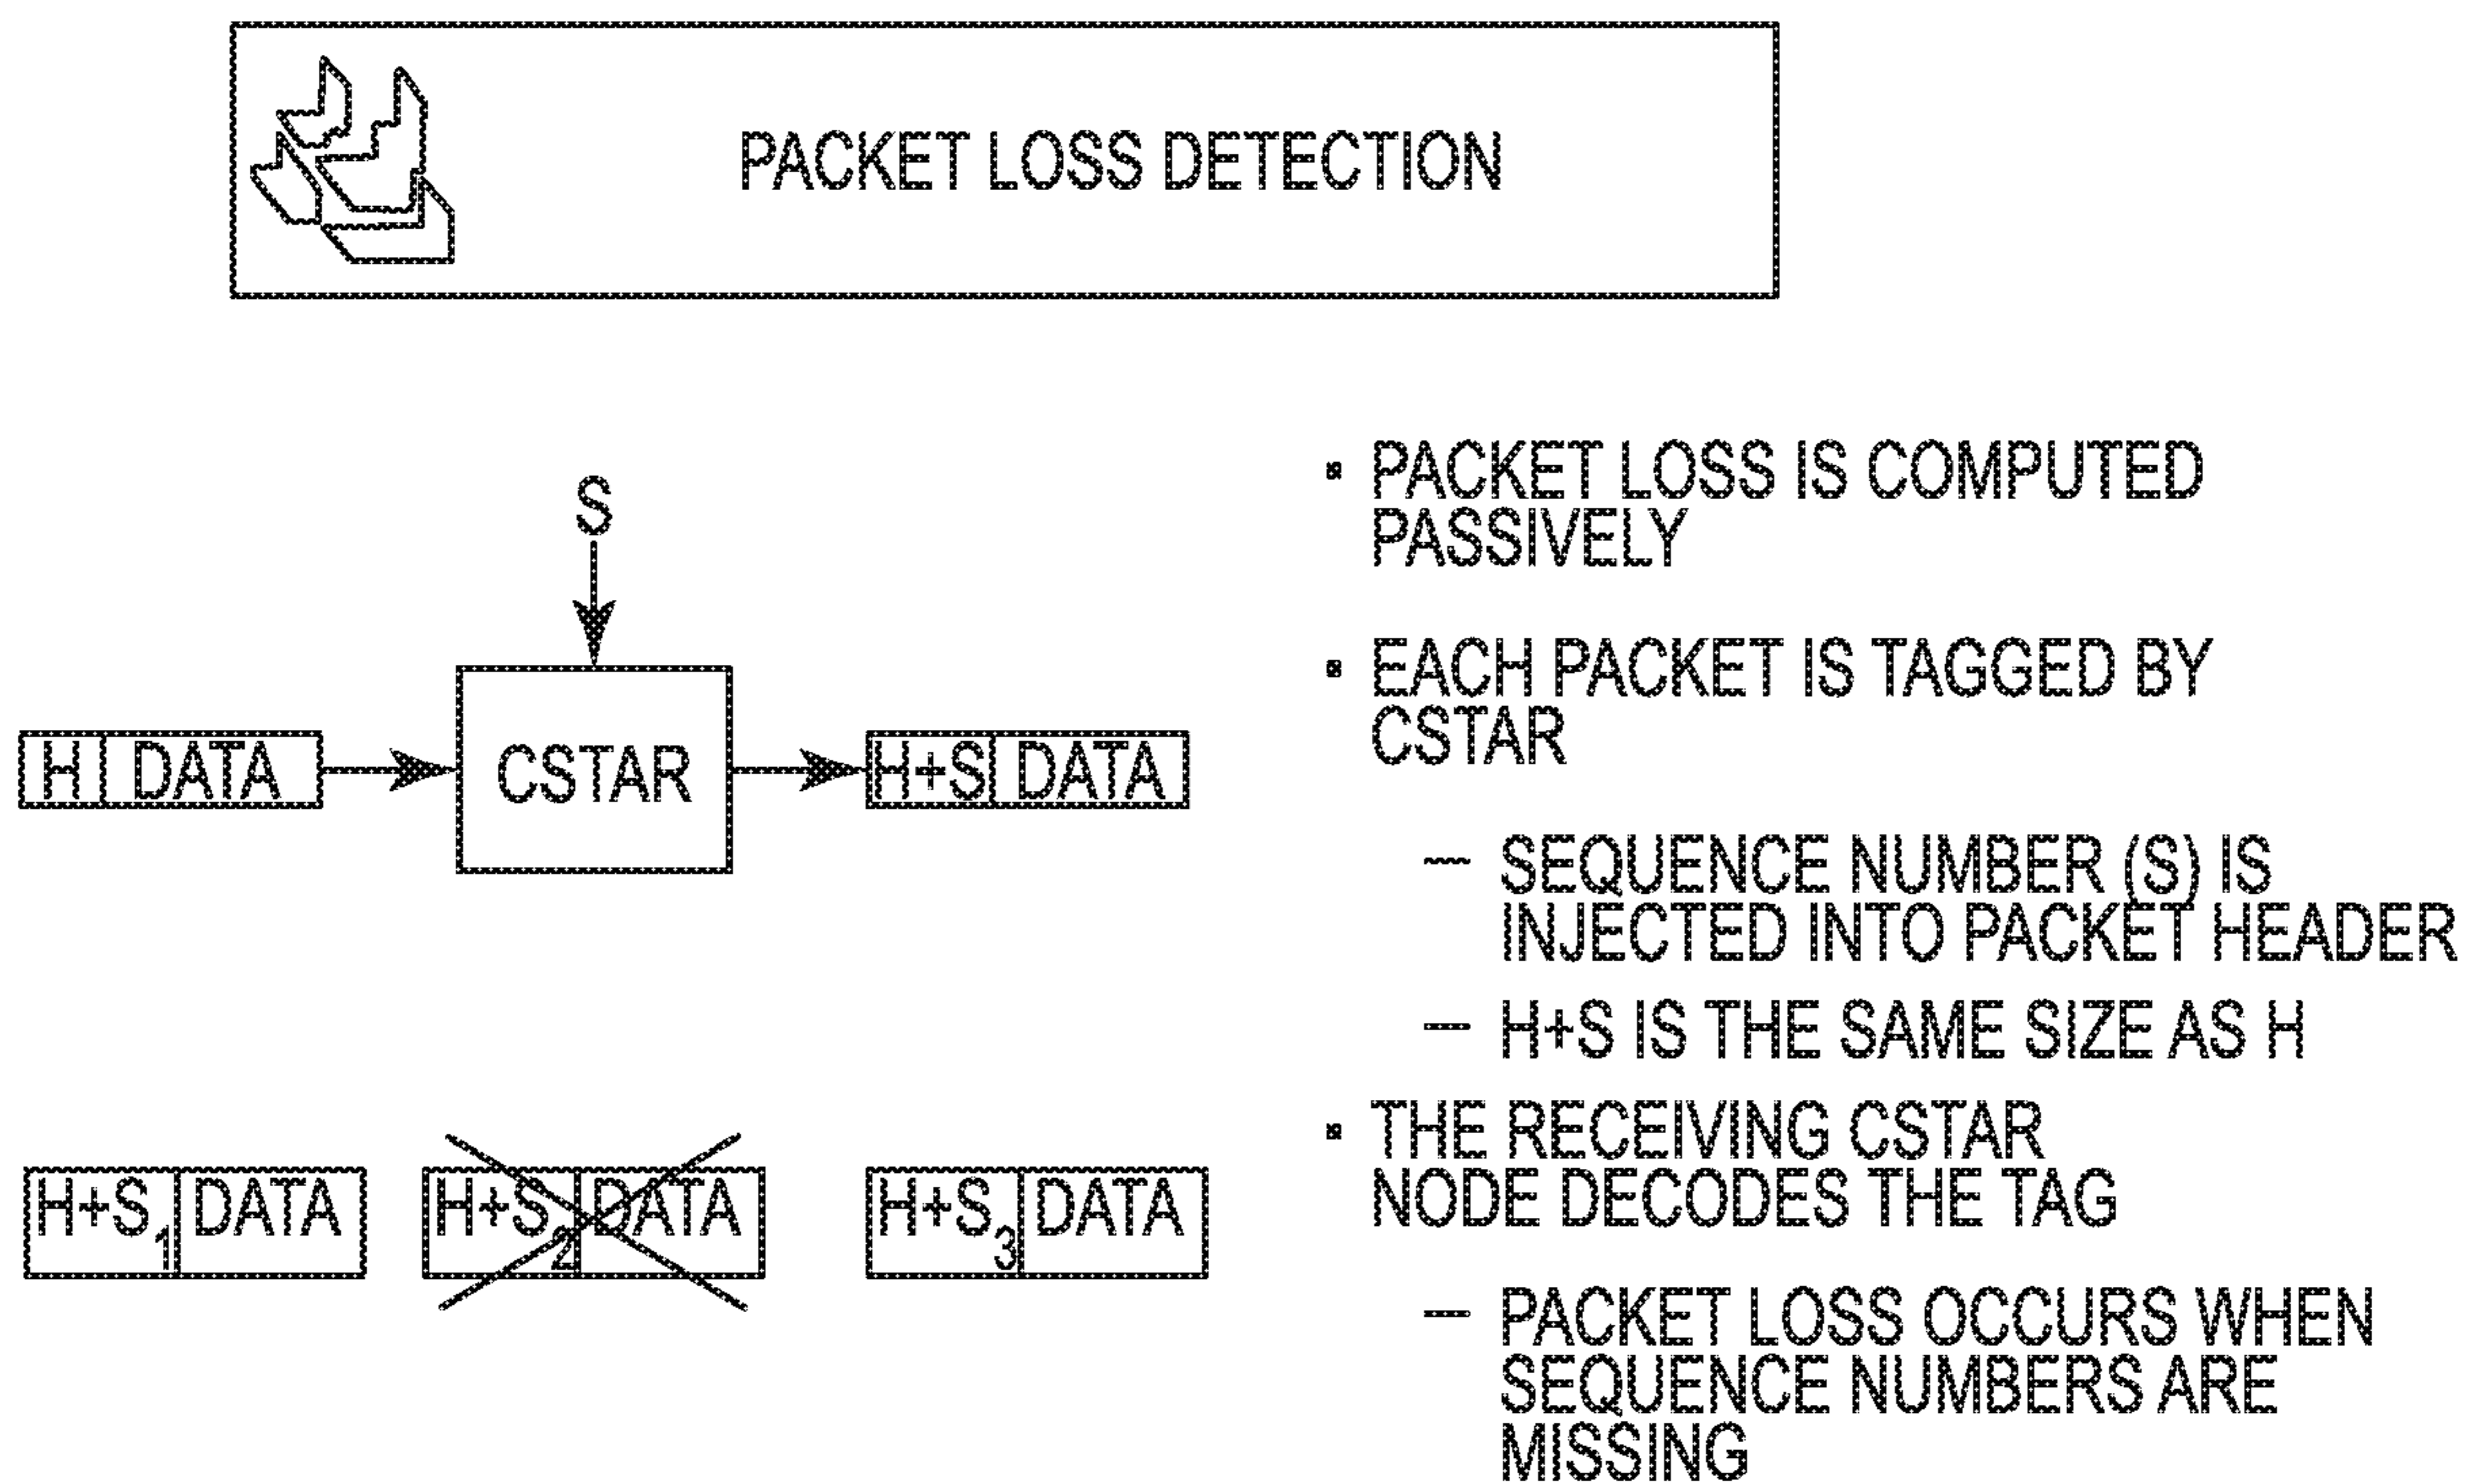 PACKET LOSS DETECTION
S
H DATA
CSTAR
H+S DATA
H+S1 DATA
H+S2 DATA
H+S3 DATA
▪ PACKET LOSS IS COMPUTED
PASSIVELY
▪ EACH PACKET IS TAGGED BY
CSTAR
— SEQUENCE NUMBER (S) IS
INJECTED INTO PACKET HEADER
— H+S IS THE SAME SIZE AS H
▪ THE RECEIVING CSTAR
NODE DECODES THE TAG
— PACKET LOSS OCCURS WHEN
SEQUENCE NUMBERS ARE
MISSING